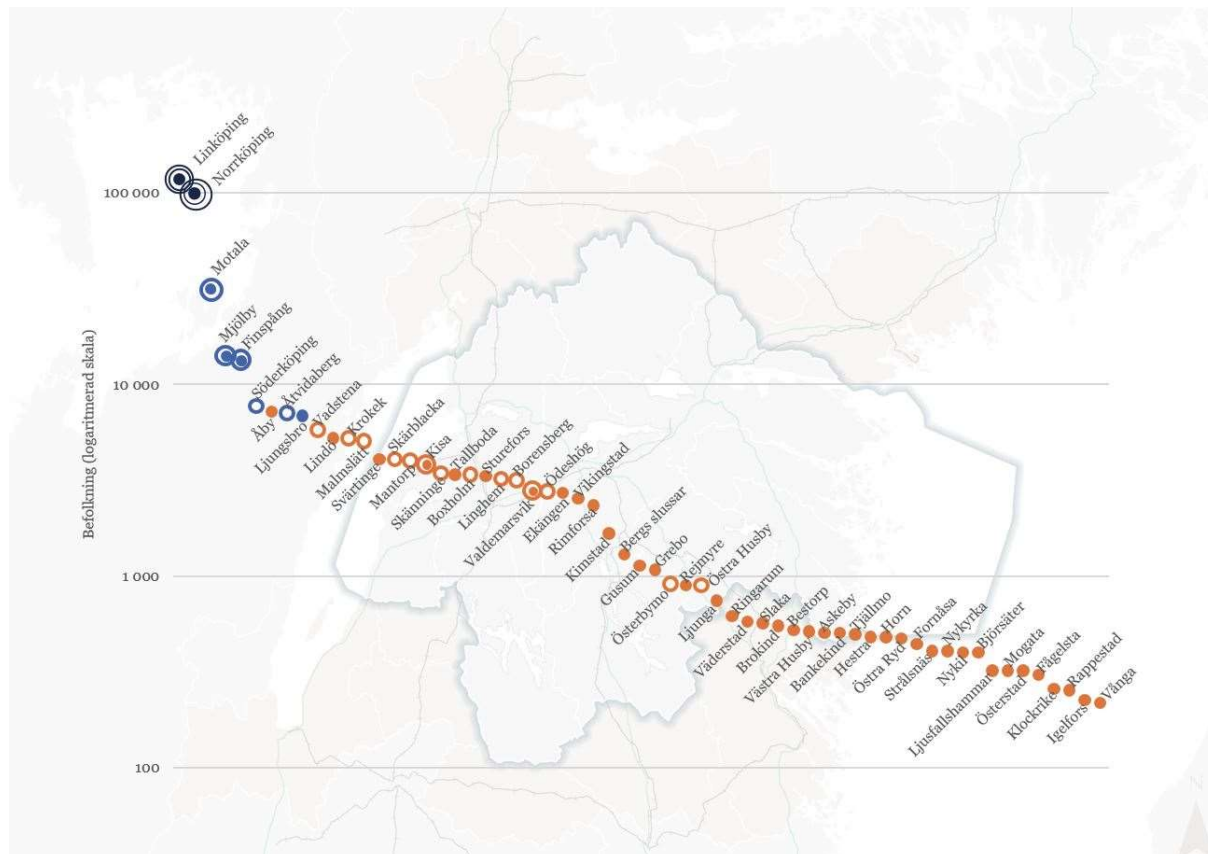 Linköping
Norrköping
100 000
Motala
Mjölby
Finspång
Befolkning (logaritmerad skala)
10 000
Söderköping
Åby
Åtvidaberg
Ljungsbro
Vadstena
Lindö
Krokek
Malmslätt
Svärtinge
Skärblacka
Mantorp
Kisa
Skänninge
Tallboda
Boxholm
Sturefors
Linghem
Borensberg
Valdemarsvik
Ödeshög
Ekängen
Vikingstad
Rimforsa
Kimstad
Bergs slussar
1 000
Gusum
Grebo
Österbymo
Rejmyre
Östra Husby
Ljunga
Ringarum
Väderstad
Slaka
Brokind
Bestorp
Västra Husby
Askeby
Bankekind
Tjällmo
Hestra
Horn
Östra Ryd
Fornåsa
Strålsnäs
Nykyrka
Nykil
Björsäter
Ljusfallshammar
Mogata
Österstad
Fågelsta
Klockrike
Rappestad
Igelfors
Vånga
100